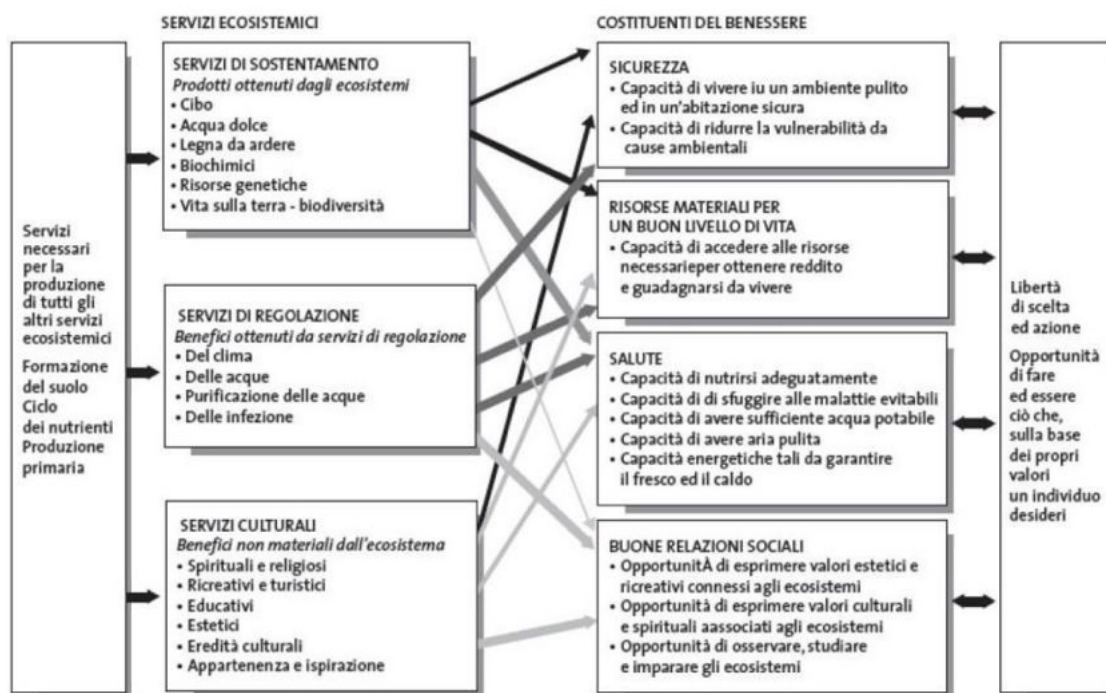 SERVIZI ECOSISTEMICI
COSTITUENTI DEL BENESSERE
Servizi
necessari
per la
produzione
di tutti gli
altri servizi
ecosistemici
Formazione
del suolo
Ciclo
dei nutrienti
Produzione
primaria
SERVIZI DI SOSTENTAMENTO
Prodotti ottenuti dagli ecosistemi
• Cibo
• Acqua dolce
• Legna da ardere
• Biochimici
• Risorse genetiche
• Vita sulla terra - biodiversità
SERVIZI DI REGOLAZIONE
Benefici ottenuti da servizi di regolazione
• Del clima
• Delle acque
• Purificazione delle acque
• Delle infezione
SERVIZI CULTURALI
Benefici non materiali dall'ecosistema
• Spirituali e religiosi
• Ricreativi e turistici
• Educativi
• Estetici
• Eredità culturali
• Appartenenza e ispirazione
SICUREZZA
• Capacità di vivere iu un ambiente pulito
ed in un'abitazione sicura
• Capacità di ridurre la vulnerabilità da
cause ambientali
RISORSE MATERIALI PER
UN BUON LIVELLO DI VITA
• Capacità di accedere alle risorse
necessarieper ottenere reddito
e guadagnarsi da vivere
SALUTE
• Capacità di nutrirsi adeguatamente
• Capacità di di sfuggire alle malattie evitabili
• Capacità di avere sufficiente acqua potabile
• Capacità di avere aria pulita
• Capacità energetiche tali da garantire
il fresco ed il caldo
BUONE RELAZIONI SOCIALI
• OpportunitÀ di esprimere valori estetici e
ricreativi connessi agli ecosistemi
• Opportunità di esprimere valori culturali
e spirituali aassociati agli ecosistemi
• Opportunità di osservare, studiare
e imparare gli ecosistemi
Libertà
di scelta
ed azione
Opportunità
di fare
ed essere
ciò che,
sulla base
dei propri
valori
un individuo
desideri